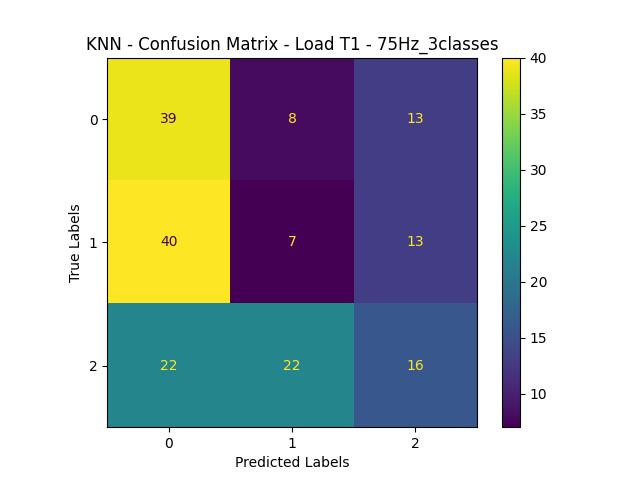 KNN - Confusion Matrix - Load T1 - 75Hz_3classes
40
35
30
25
20
15
10
0 39 8 13
1 40 7 13
2 22 22 16
0 1 2
True Labels
Predicted Labels